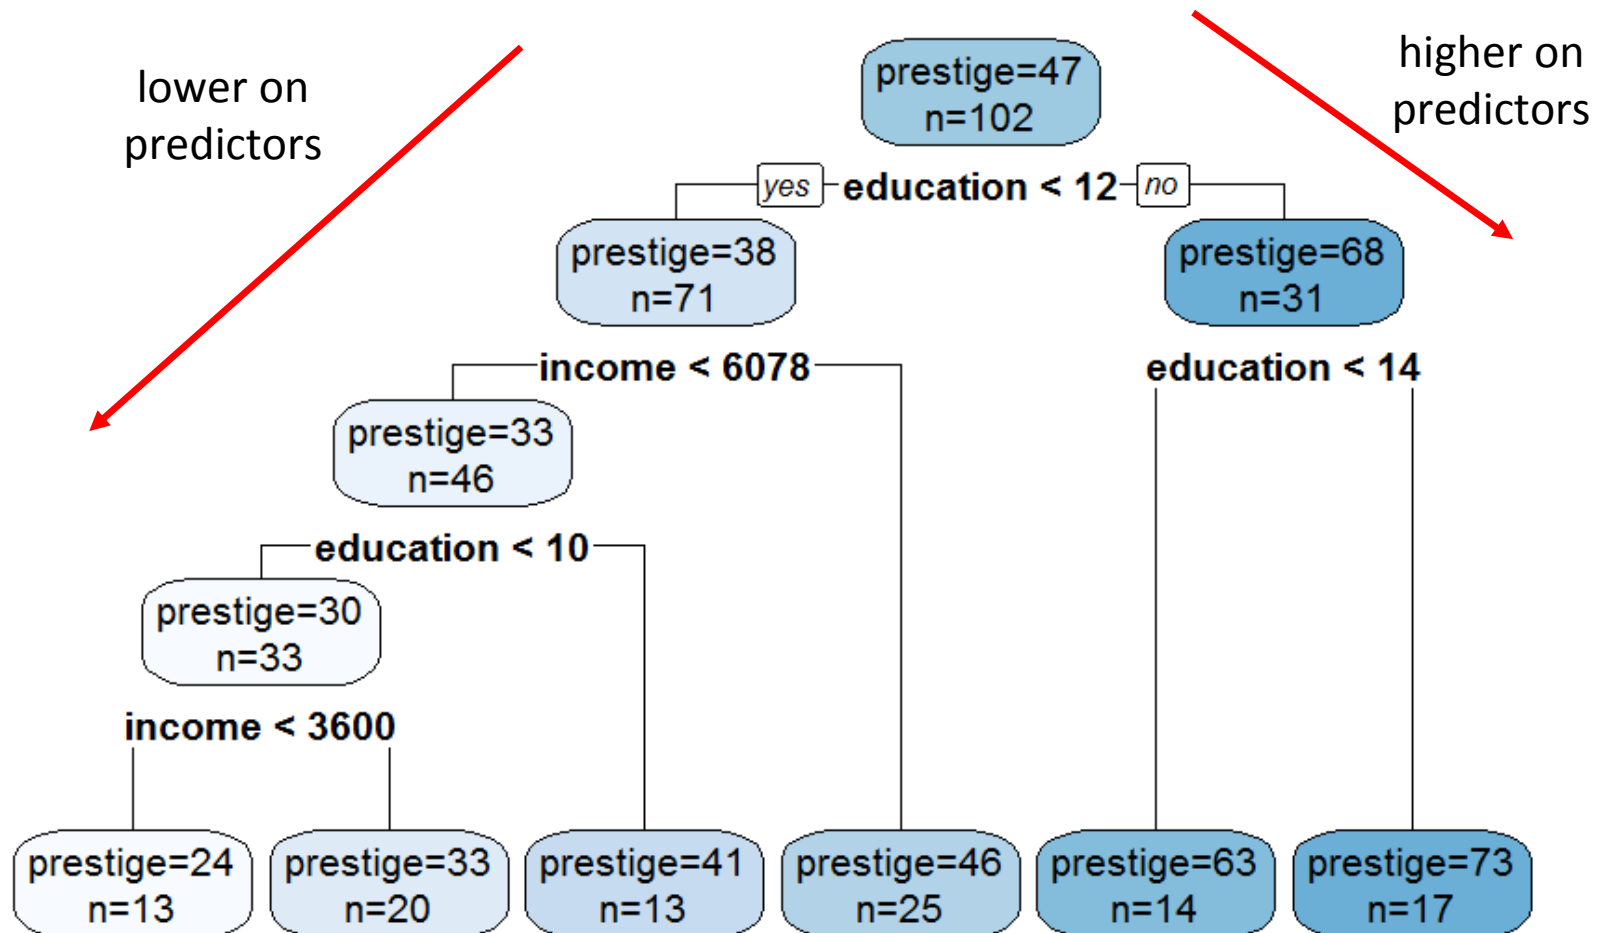 lower on
predictors
higher on
predictors
prestige=47
n=102
yes education < 12 no
prestige=38
n=71
prestige=68
n=31
income < 6078
education < 14
prestige=33
n=46
education < 10
prestige=30
n=33
income < 3600
prestige=24
n=13
prestige=33
n=20
prestige=41
n=13
prestige=46
n=25
prestige=63
n=14
prestige=73
n=17